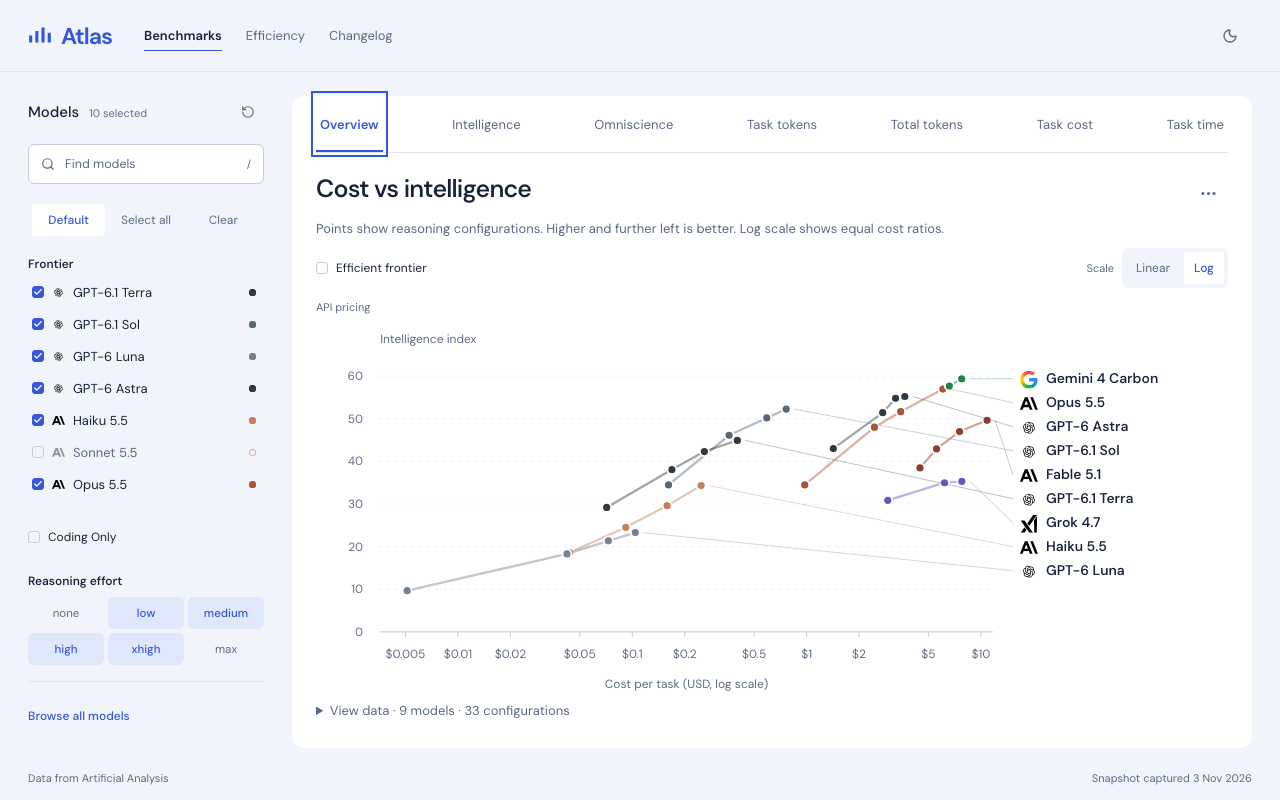 Atlas
Benchmarks
Efficiency
Changelog
Models
10 selected
Find models
/
Default
Select all
Clear
Frontier
GPT-6.1 Terra
GPT-6.1 Sol
GPT-6 Luna
GPT-6 Astra
Haiku 5.5
Sonnet 5.5
Opus 5.5
Coding Only
Reasoning effort
none
low
medium
high
xhigh
max
Browse all models
Overview
Intelligence
Omniscience
Task tokens
Total tokens
Task cost
Task time
Cost vs intelligence
Points show reasoning configurations. Higher and further left is better. Log scale shows equal cost ratios.
Efficient frontier
Scale
Linear
Log
API pricing
Intelligence index
60
50
40
30
20
10
0
$0.005
$0.01
$0.02
$0.05
$0.1
$0.2
$0.5
$1
$2
$5
$10
Cost per task (USD, log scale)
Gemini 4 Carbon
Opus 5.5
GPT-6 Astra
GPT-6.1 Sol
Fable 5.1
GPT-6.1 Terra
Grok 4.7
Haiku 5.5
GPT-6 Luna
View data · 9 models · 33 configurations
Data from Artificial Analysis
Snapshot captured 3 Nov 2026